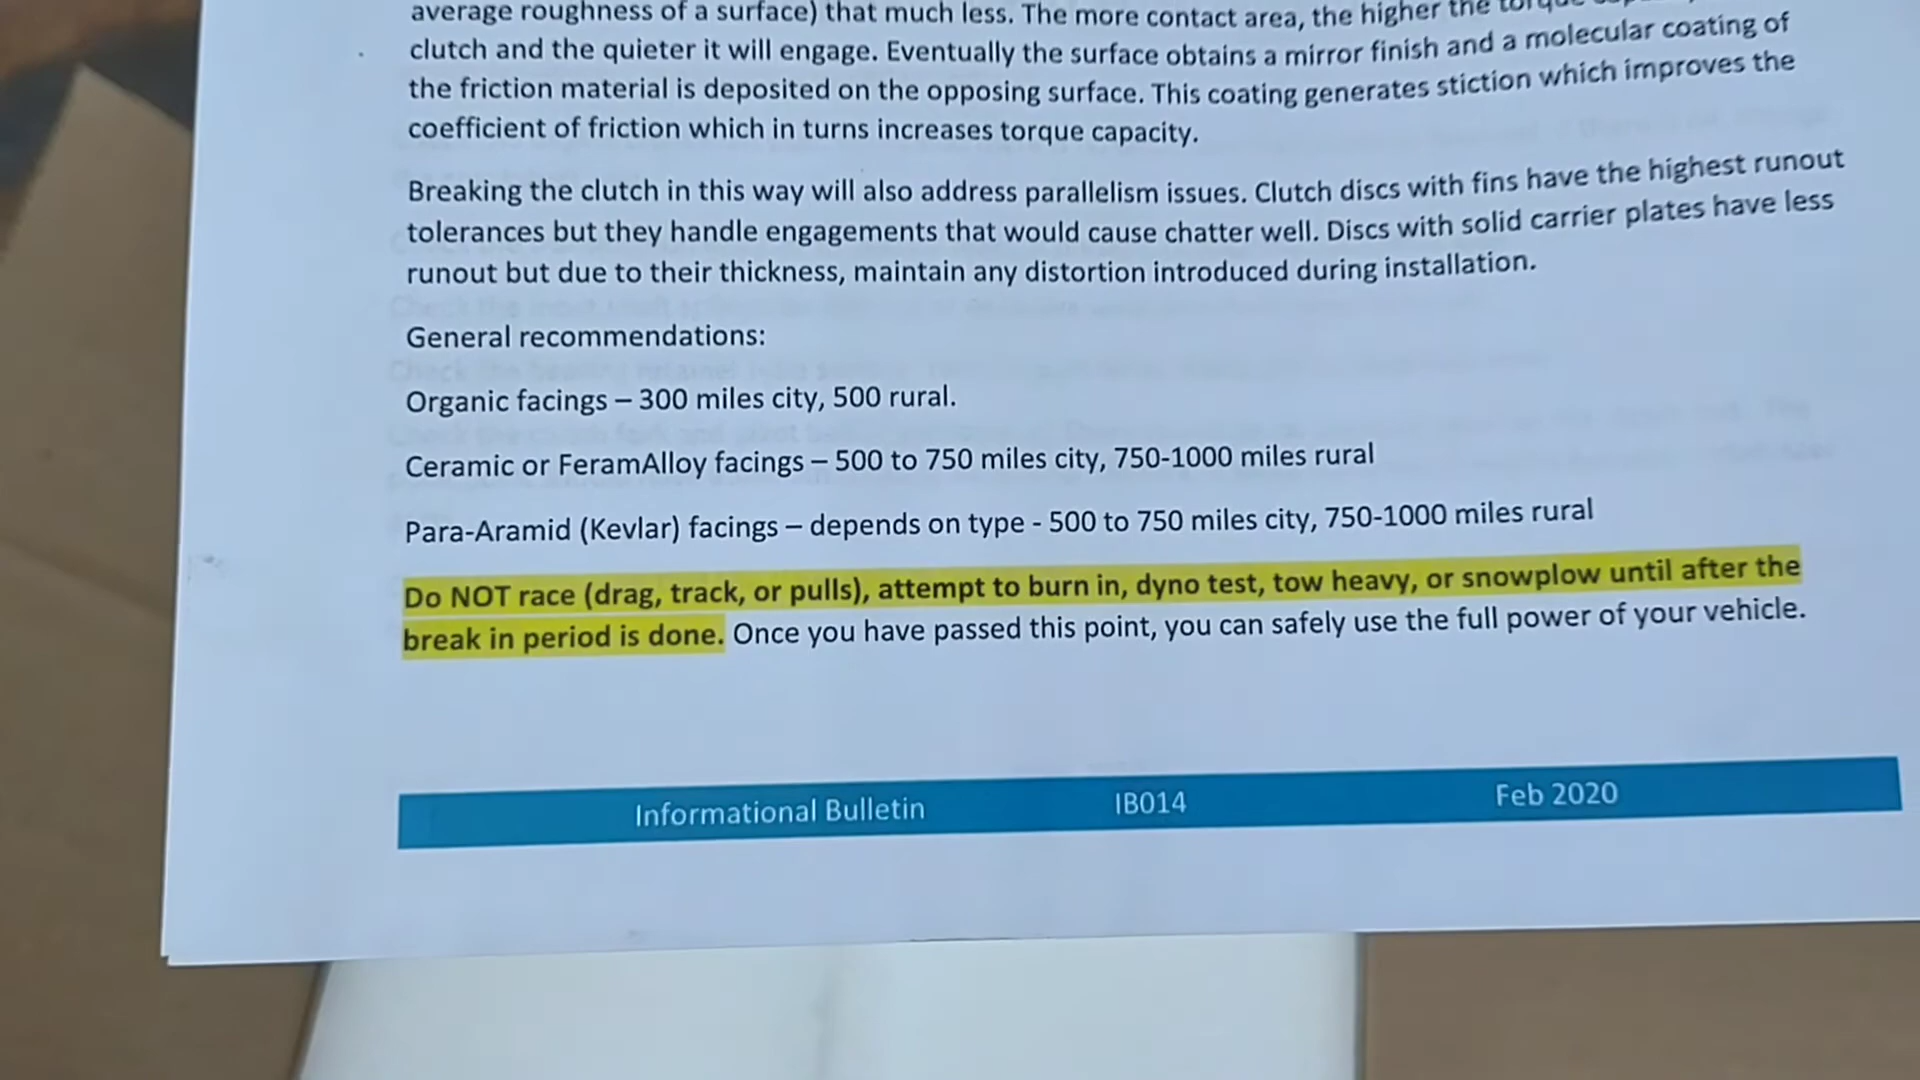 average roughness of a surface) that much less. The more contact area, the higher the torque
clutch and the quieter it will engage. Eventually the surface obtains a mirror finish and a molecular coating of
the friction material is deposited on the opposing surface. This coating generates stiction which improves the
coefficient of friction which in turns increases torque capacity.
Breaking the clutch in this way will also address parallelism issues. Clutch discs with fins have the highest runout
tolerances but they handle engagements that would cause chatter well. Discs with solid carrier plates have less
runout but due to their thickness, maintain any distortion introduced during installation.
General recommendations:
Organic facings – 300 miles city, 500 rural.
Ceramic or FeramAlloy facings – 500 to 750 miles city, 750-1000 miles rural
Para-Aramid (Kevlar) facings – depends on type - 500 to 750 miles city, 750-1000 miles rural
Do NOT race (drag, track, or pulls), attempt to burn in, dyno test, tow heavy, or snowplow until after the
break in period is done. Once you have passed this point, you can safely use the full power of your vehicle.
Informational Bulletin IB014 Feb 2020